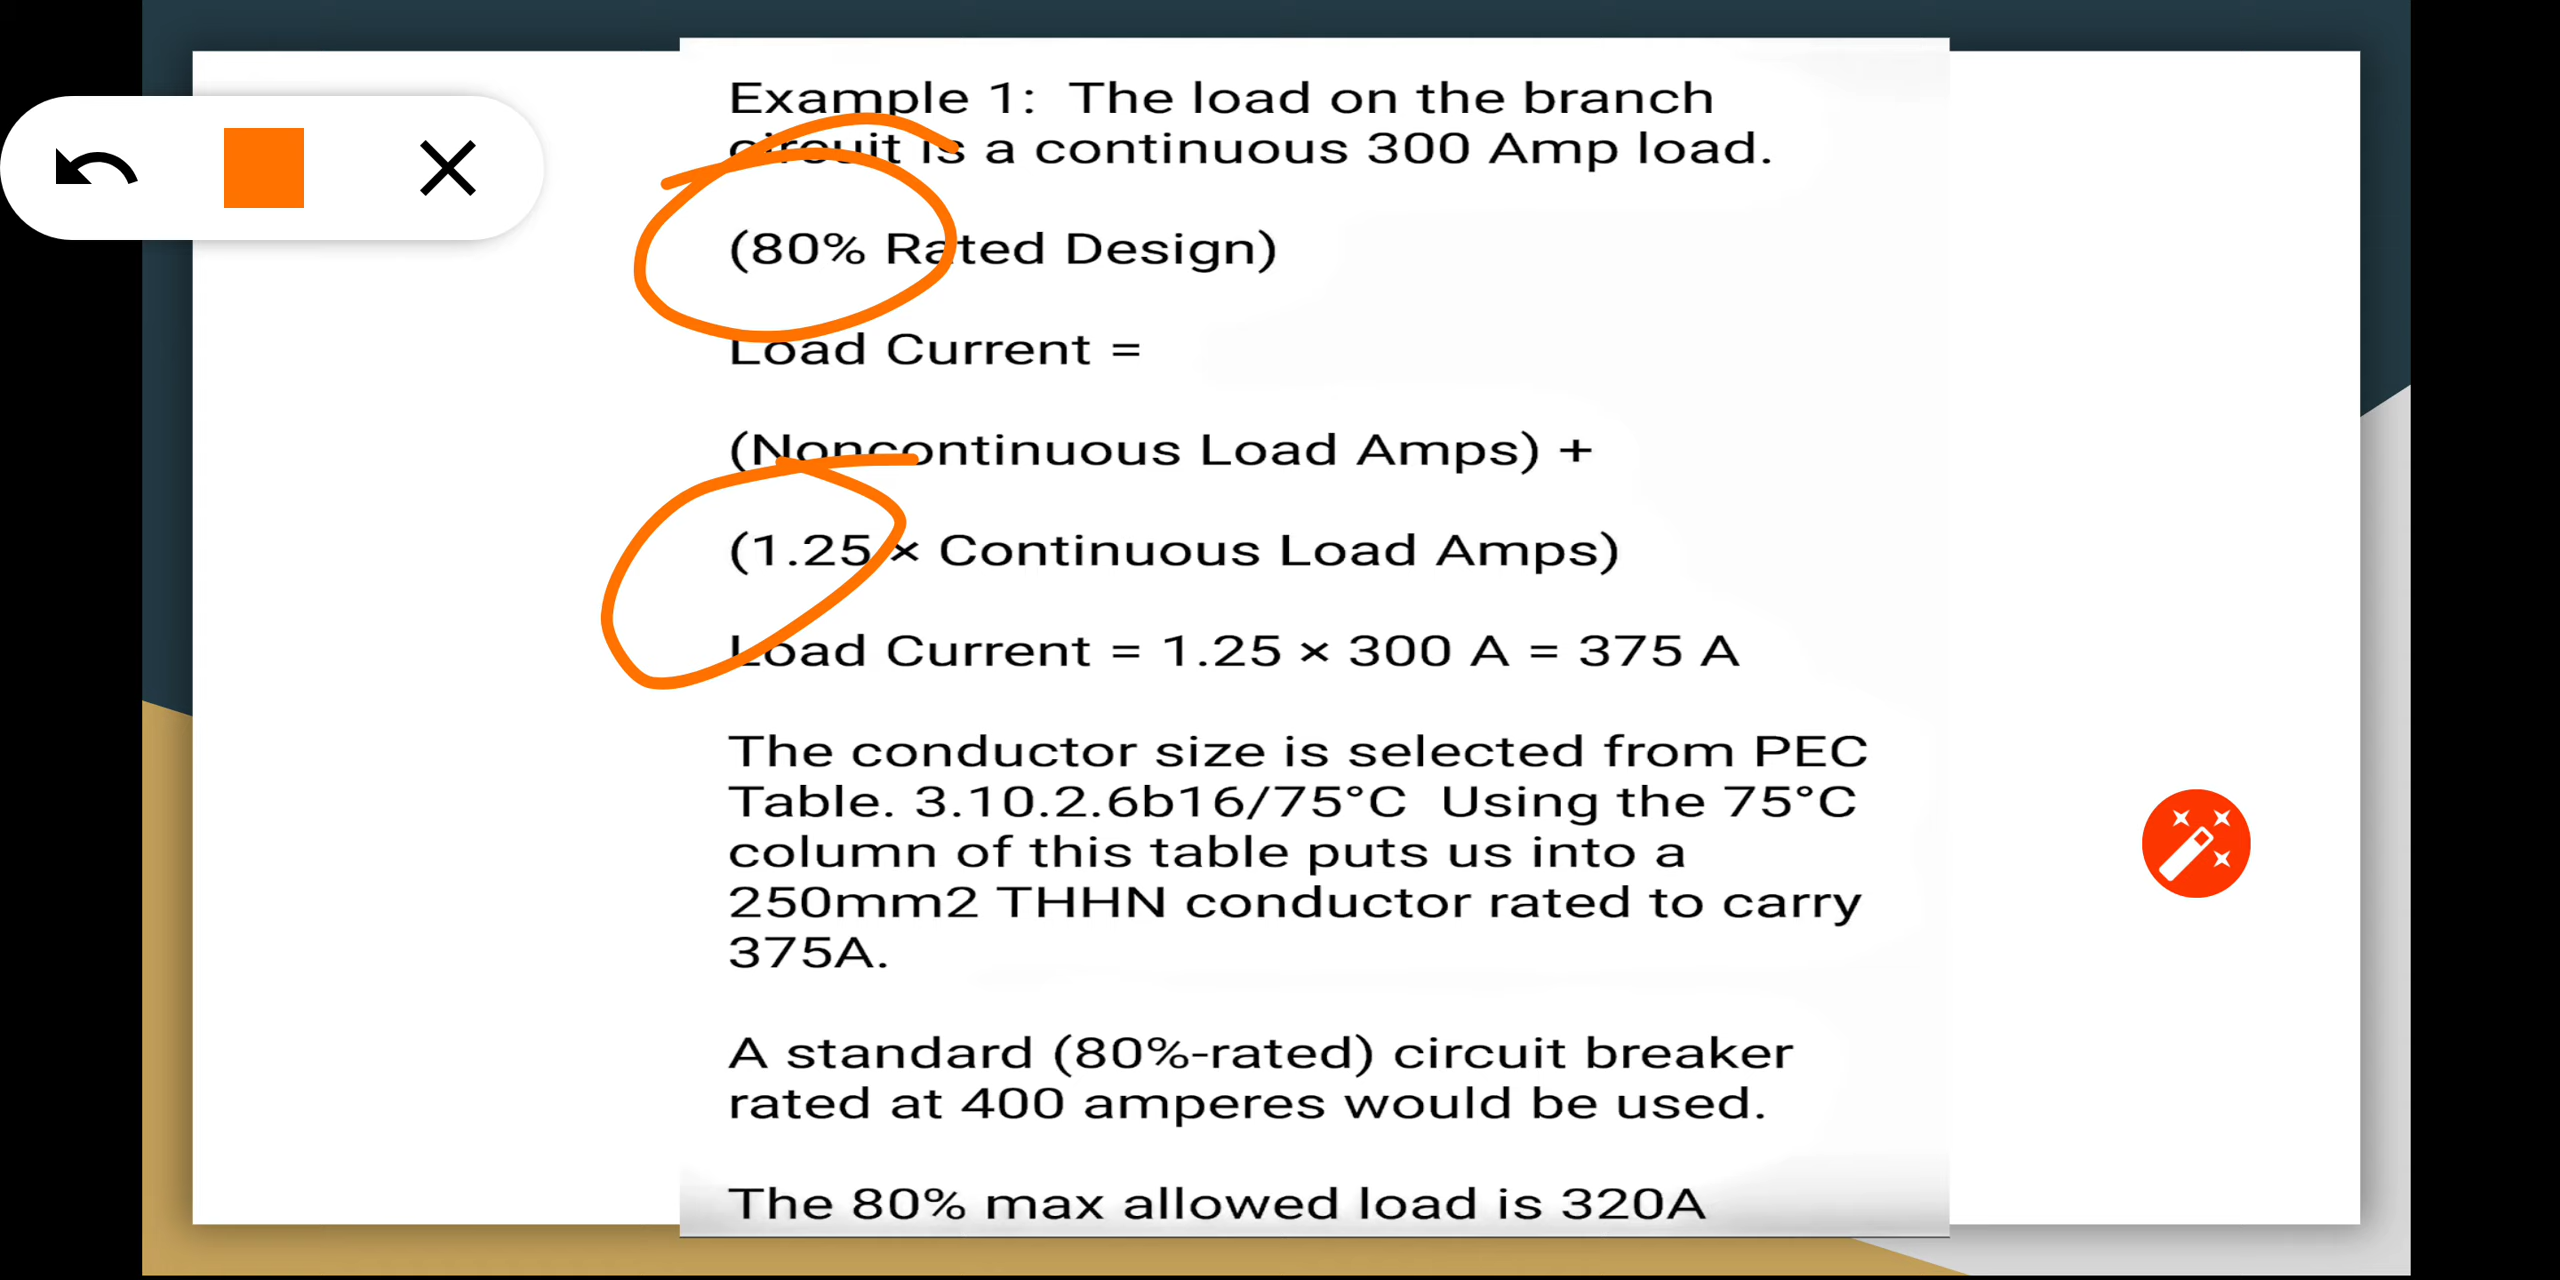 Example 1: The load on the branch
circuit is a continuous 300 Amp load.
(80% Rated Design)
Load Current =
(Noncontinuous Load Amps) +
(1.25 × Continuous Load Amps)
Load Current = 1.25 × 300 A = 375 A
The conductor size is selected from PEC
Table. 3.10.2.6b16/75°C Using the 75°C
column of this table puts us into a
250mm2 THHN conductor rated to carry
375A.
A standard (80%-rated) circuit breaker
rated at 400 amperes would be used.
The 80% max allowed load is 320A